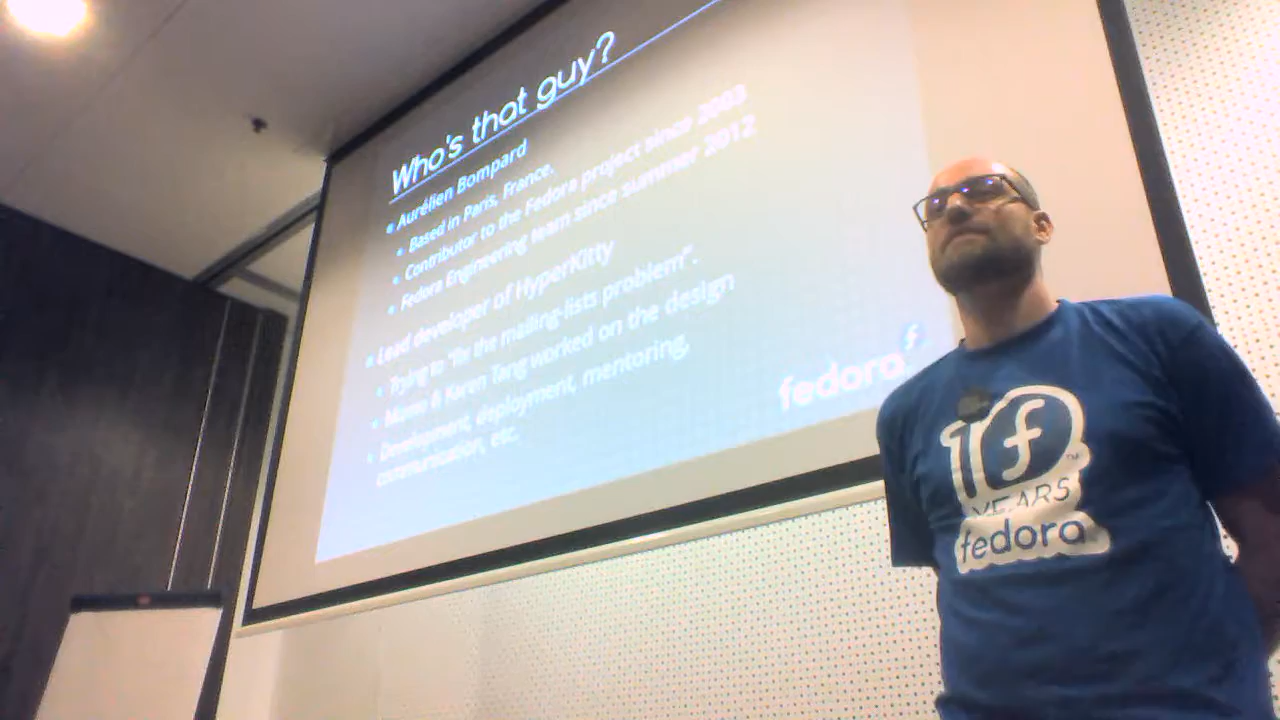 Who's that guy?
Aurélien Bompard
Based in Paris, France.
Contributor to the Fedora project since 2003
Fedora Engineering team since summer 2012
Lead developer of HyperKitty
Trying to "fix the mailing-lists problem".
& Karen Tang worked on the design
Development, deployment, mentoring,
communication, etc.
fedora
f
10
f
YEARS
fedora